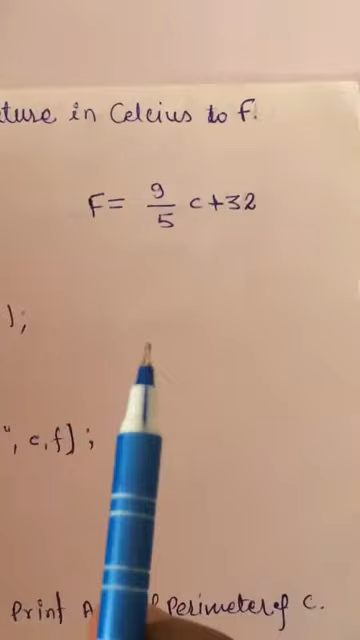 ture in Celcius to f.
F = 9/5 c+32
);
", c,f);
Print A Perimeter of C.